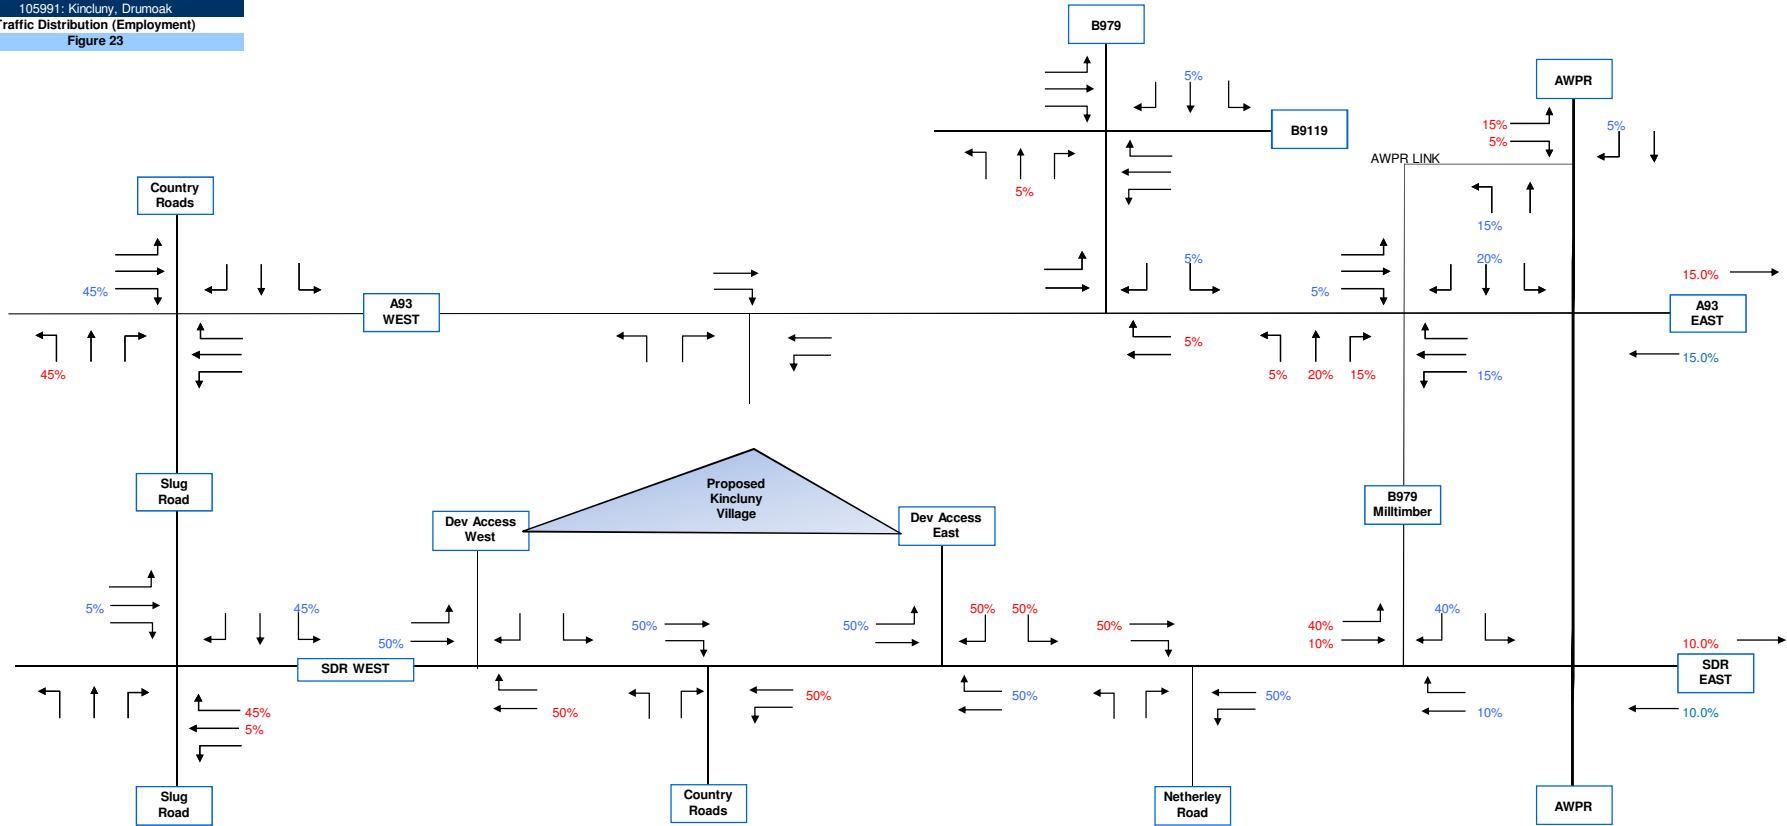 105991: Kincluny, Drumoak
raffic Distribution (Employment)
Figure 23
B979
AWPR
5%
B9119
15%
5%
5%
AWPR LINK
5%
15%
Country
Roads
45%
5%
20%
5%
15.0%
A93
WEST
A93
EAST
45%
5%
5%
20%
15%
15%
15.0%
Slug
Road
Proposed
Kincluny
Village
Dev Access
West
Dev Access
East
B979
Milltimber
5%
45%
50%
50%
50%
50%
50%
50%
40%
10%
40%
10.0%
SDR WEST
SDR
EAST
45%
5%
50%
50%
50%
50%
10%
10.0%
Slug
Road
Country
Roads
Netherley
Road
AWPR